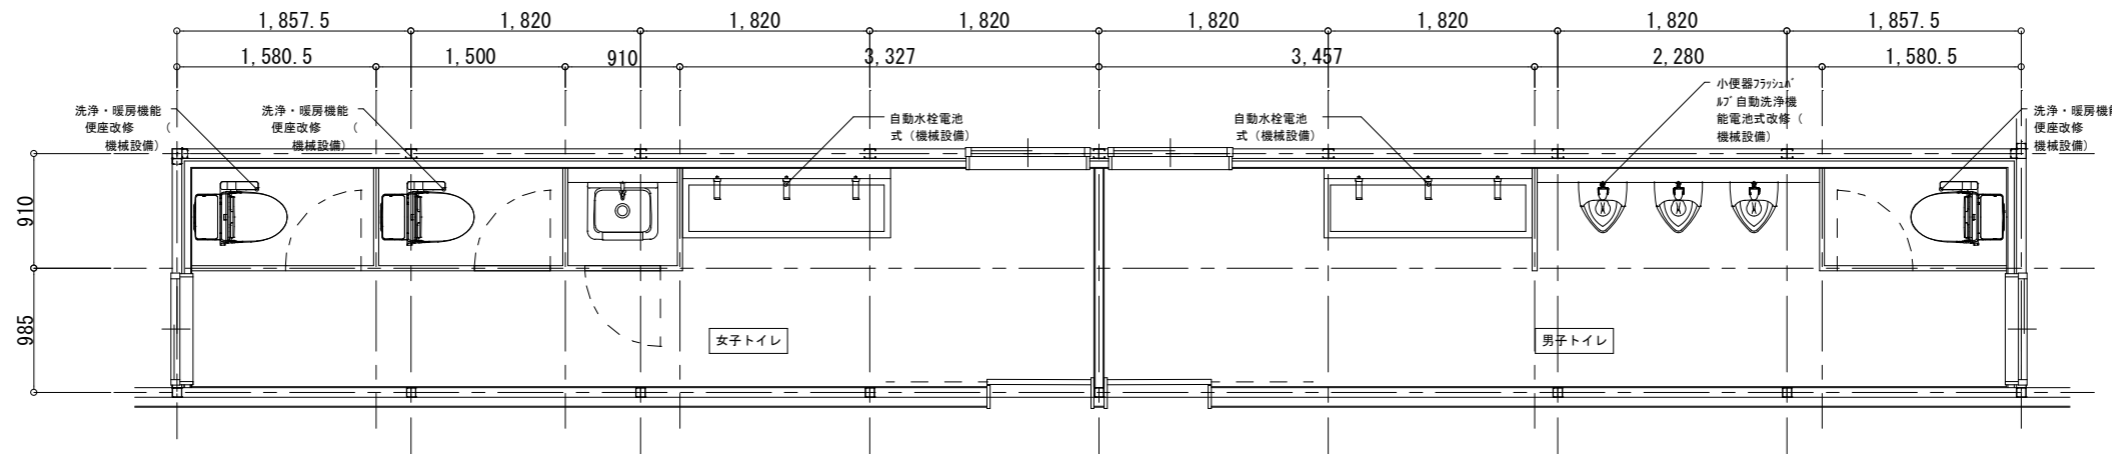 1,857.5
1,820
1,820
1,820
1,820
1,820
1,820
1,857.5
1,580.5
1,500
910
3,327
3,457
2,280
1,580.5
洗浄・暖房機能
便座改修 (
機械設備)
洗浄・暖房機能
便座改修 (
機械設備)
自動水栓電池
式 (機械設備)
自動水栓電池
式 (機械設備)
小便器フラッシュバ
ルブ自動洗浄機
能電池式改修 (
機械設備)
洗浄・暖房機能
便座改修
機械設備)
910
985
女子トイレ
男子トイレ